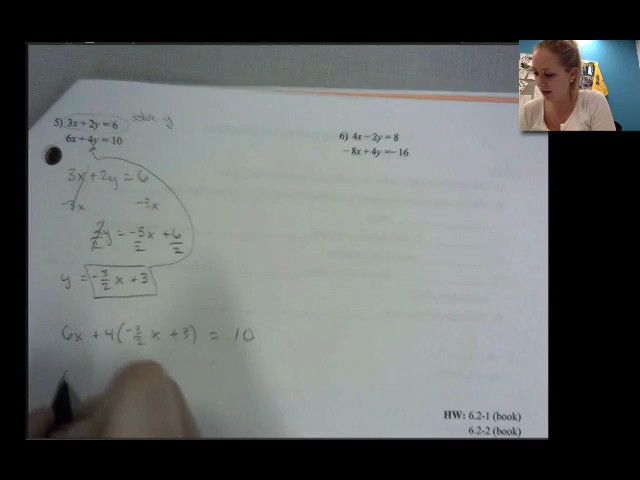 5) 3x + 2y = 6 solve y
6x + 4y = 10
3x + 2y = 6
-3x -3x
2y/2 = -3/2 x + 6/2
y = -3/2 x + 3
6x + 4(-3/2 x + 3) = 10
6) 4x − 2y = 8
− 8x + 4y = − 16
HW: 6.2-1 (book)
6.2-2 (book)